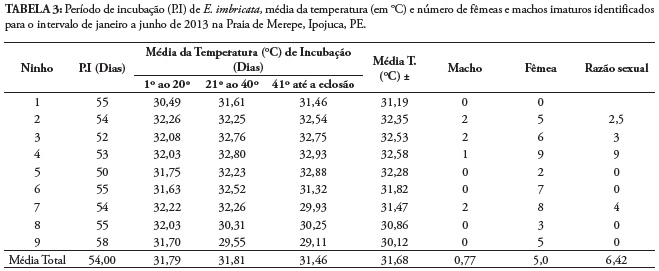 TABELA 3: Período de incubação (P.I) de E. imbricata, média da temperatura (em °C) e número de fêmeas e machos imaturos identificados
para o intervalo de janeiro a junho de 2013 na Praia de Merepe, Ipojuca, PE.
Ninho P.I (Dias) Média da Temperatura (°C) de Incubação (Dias) Média T. (°C) ± Macho Fêmea Razão sexual
1º ao 20º 21º ao 40º 41º até a eclosão
1 55 30,49 31,61 31,46 31,19 0 0
2 54 32,26 32,25 32,54 32,35 2 5 2,5
3 52 32,08 32,76 32,75 32,53 2 6 3
4 53 32,03 32,80 32,93 32,58 1 9 9
5 50 31,75 32,23 32,88 32,28 0 2 0
6 55 31,63 32,52 31,32 31,82 0 7 0
7 54 32,22 32,26 29,93 31,47 2 8 4
8 55 32,03 30,31 30,25 30,86 0 3 0
9 58 31,70 29,55 29,11 30,12 0 5 0
Média Total 54,00 31,79 31,81 31,46 31,68 0,77 5,0 6,42